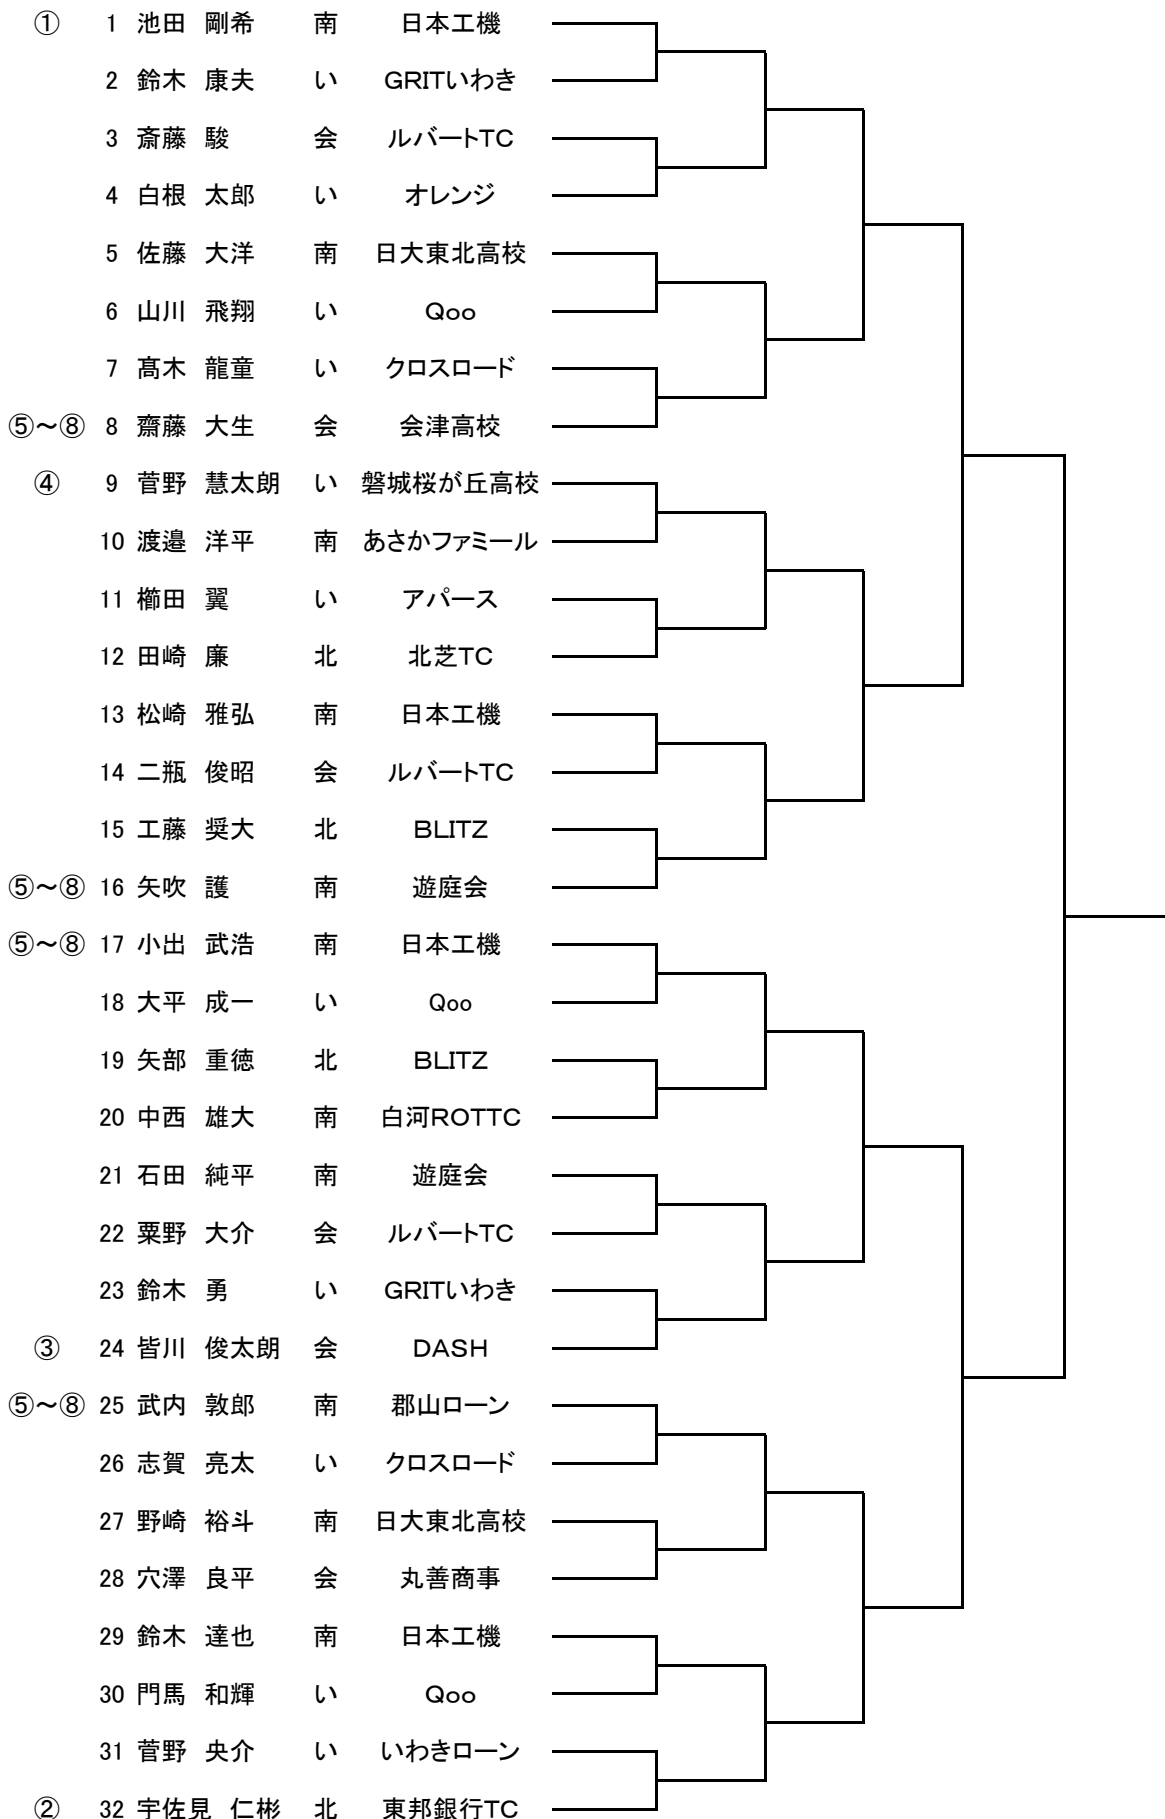 ① 1 池田 剛希 南 日本工機
2 鈴木 康夫 い GRITいわき
3 斎藤 駿 会 ルバートTC
4 白根 太郎 い オレンジ
5 佐藤 大洋 南 日大東北高校
6 山川 飛翔 い Qoo
7 髙木 龍童 い クロスロード
⑤～⑧ 8 齋藤 大生 会 会津高校
④ 9 菅野 慧太朗 い 磐城桜が丘高校
10 渡邉 洋平 南 あさかファミール
11 櫛田 翼 い アパース
12 田崎 廉 北 北芝TC
13 松崎 雅弘 南 日本工機
14 二瓶 俊昭 会 ルバートTC
15 工藤 奨大 北 BLITZ
⑤～⑧ 16 矢吹 護 南 遊庭会
⑤～⑧ 17 小出 武浩 南 日本工機
18 大平 成一 い Qoo
19 矢部 重徳 北 BLITZ
20 中西 雄大 南 白河ROTTC
21 石田 純平 南 遊庭会
22 粟野 大介 会 ルバートTC
23 鈴木 勇 い GRITいわき
③ 24 皆川 俊太朗 会 DASH
⑤～⑧ 25 武内 敦郎 南 郡山ローン
26 志賀 亮太 い クロスロード
27 野崎 裕斗 南 日大東北高校
28 穴澤 良平 会 丸善商事
29 鈴木 達也 南 日本工機
30 門馬 和輝 い Qoo
31 菅野 央介 い いわきローン
② 32 宇佐見 仁彬 北 東邦銀行TC